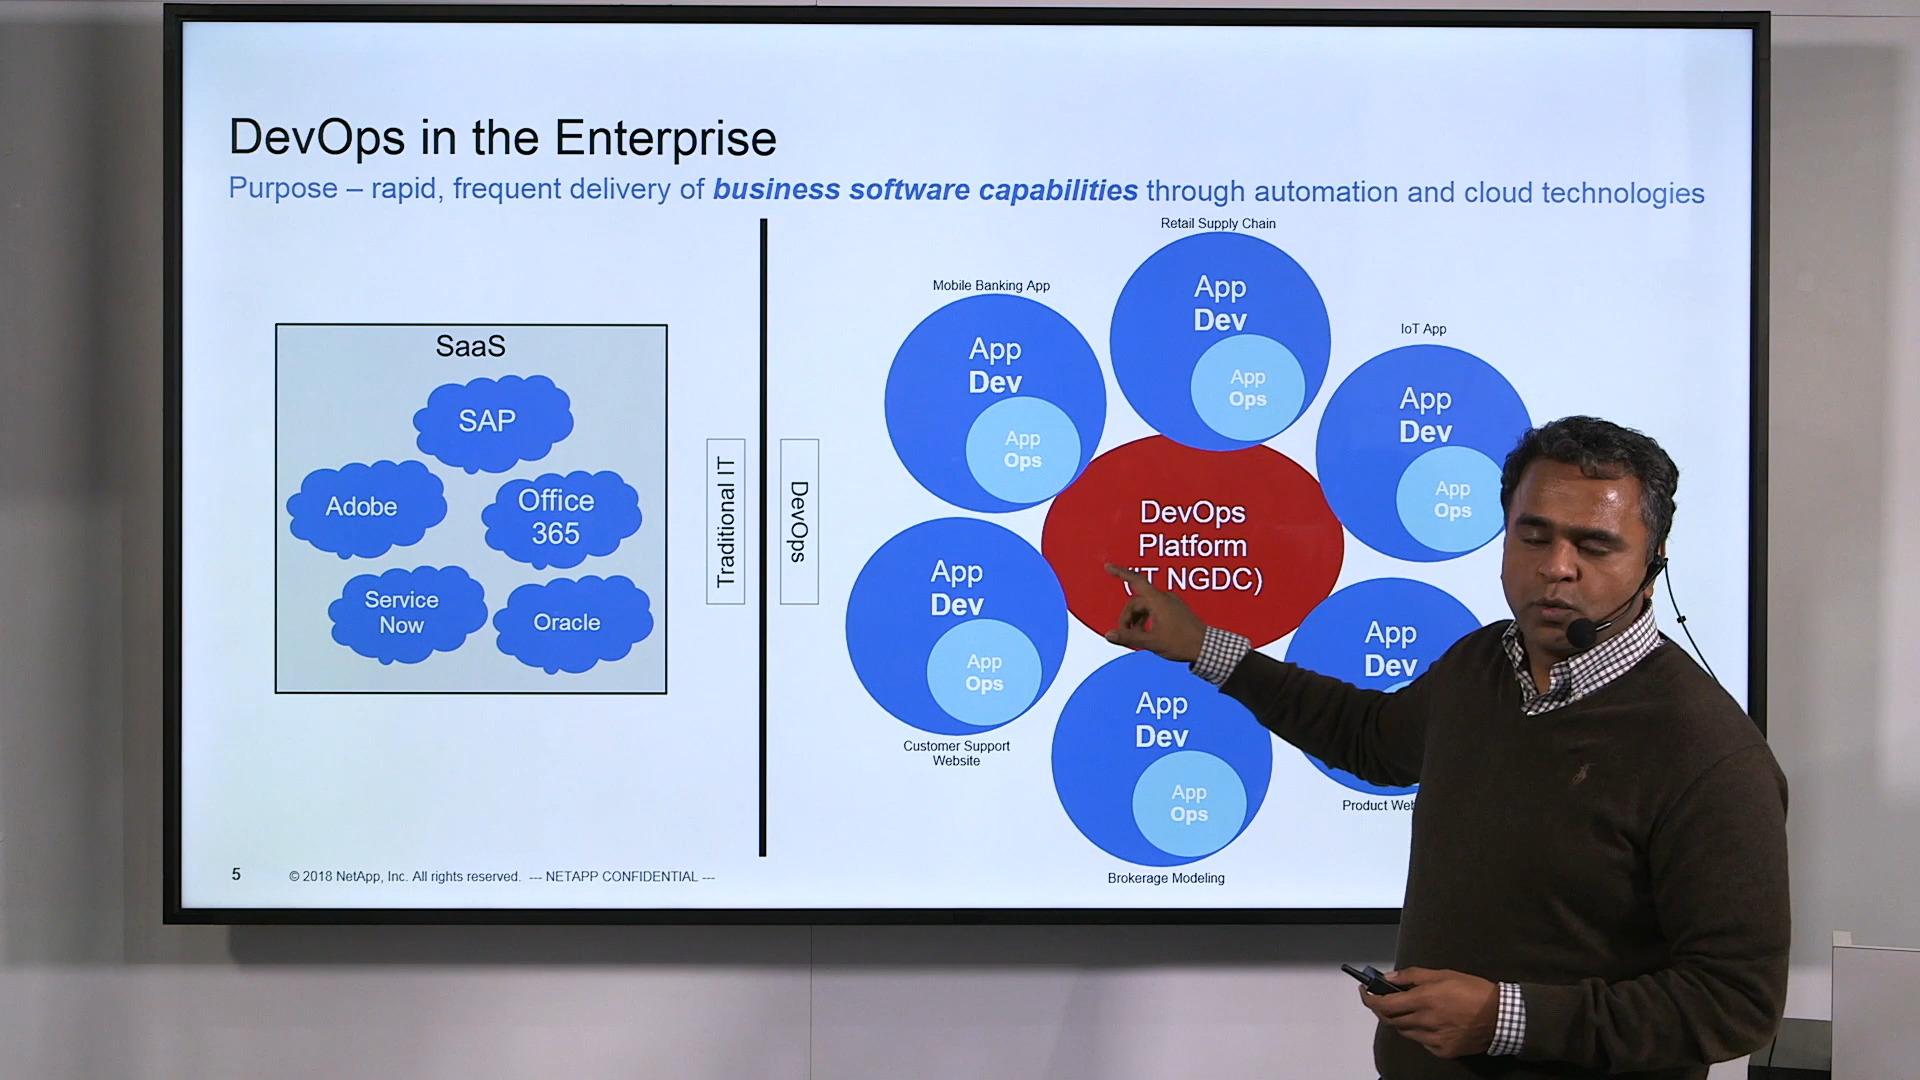 DevOps in the Enterprise
Purpose – rapid, frequent delivery of business software capabilities through automation and cloud technologies
SaaS
SAP
Adobe
Office
365
Service
Now
Oracle
Traditional IT
DevOps
Retail Supply Chain
App
Dev
App
Ops
Mobile Banking App
App
Dev
App
Ops
IoT App
App
Dev
App
Ops
DevOps
Platform
NGDC)
App
Dev
App
Ops
Customer Support
Website
App
Dev
App
Ops
Brokerage Modeling
App
Dev
Product
5
© 2018 NetApp, Inc. All rights reserved. --- NETAPP CONFIDENTIAL ---